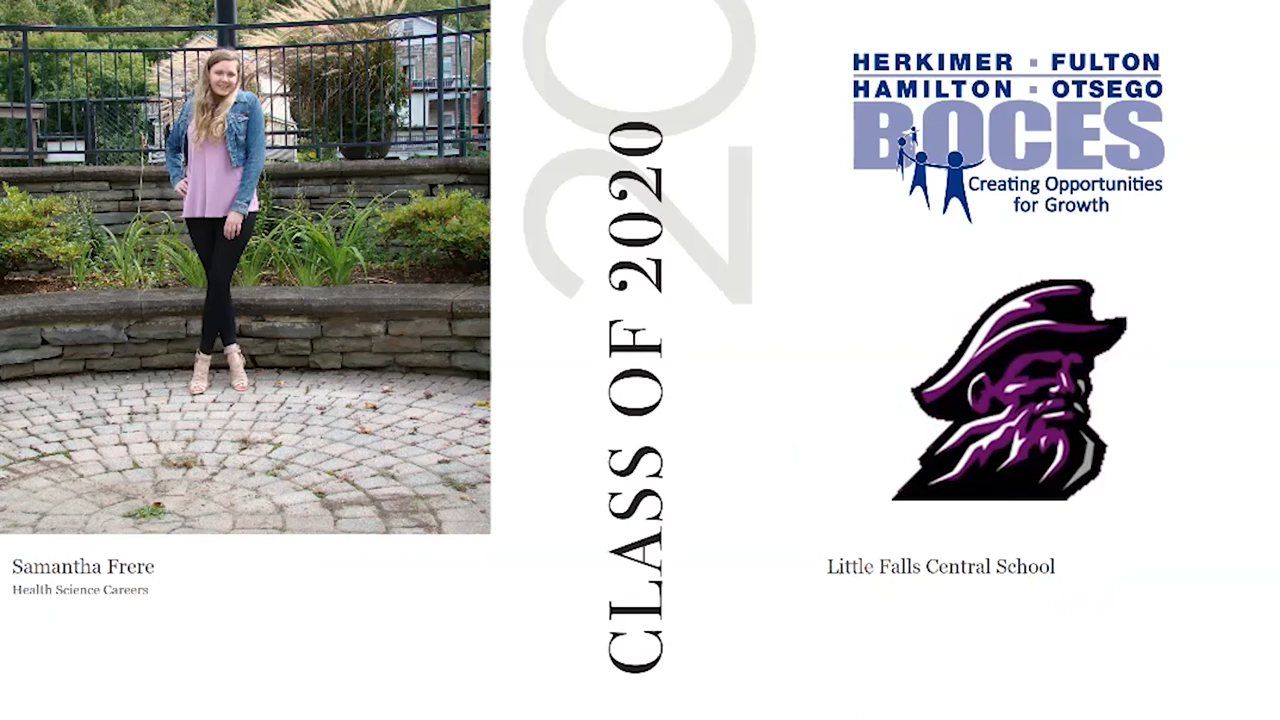 20
CLASS OF 2020
HERKIMER ▪ FULTON
HAMILTON ▪ OTSEGO
BOCES
Creating Opportunities
for Growth
Samantha Frere
Health Science Careers
Little Falls Central School